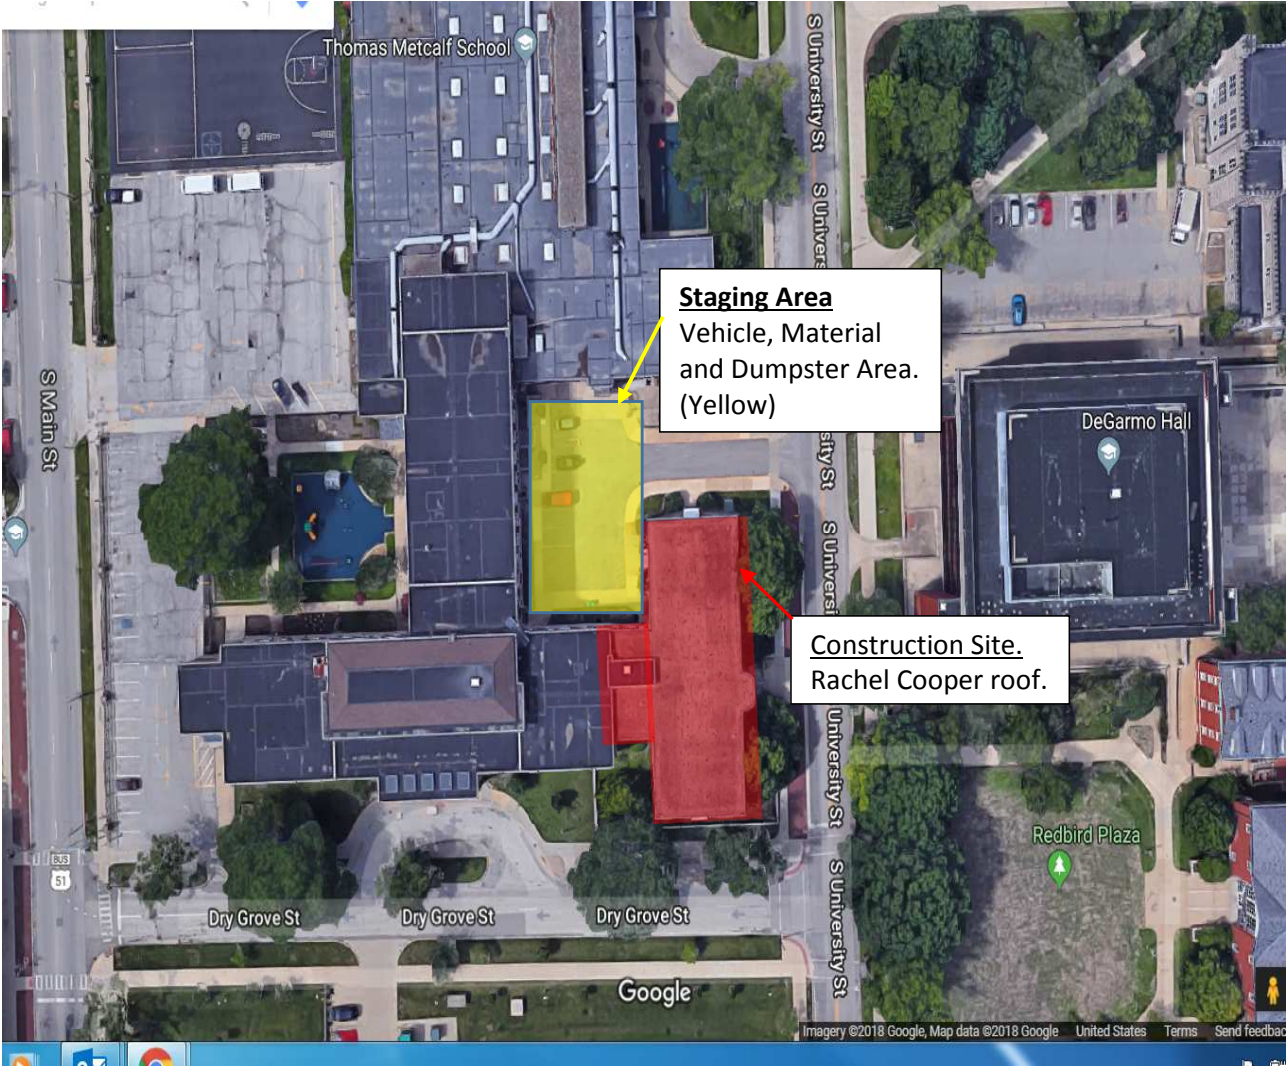 Thomas Metcalf School
S University St
S Univers
Staging Area
Vehicle, Material
and Dumpster Area.
(Yellow)
S Main St
DeGarmo Hall
sity St
S Universi
Construction Site.
Rachel Cooper roof.
University St
Redbird Plaza
BUS
51
S University St
Dry Grove St
Dry Grove St
Dry Grove St
Google
Imagery ©2018 Google, Map data ©2018 Google United States Terms Send feedbac